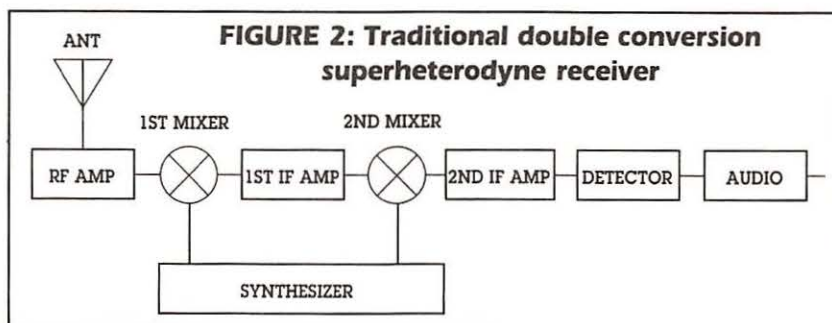 FIGURE 2: Traditional double conversion
superheterodyne receiver
ANT
1ST MIXER
2ND MIXER
RF AMP
1ST IF AMP
2ND IF AMP
DETECTOR
AUDIO
SYNTHESIZER